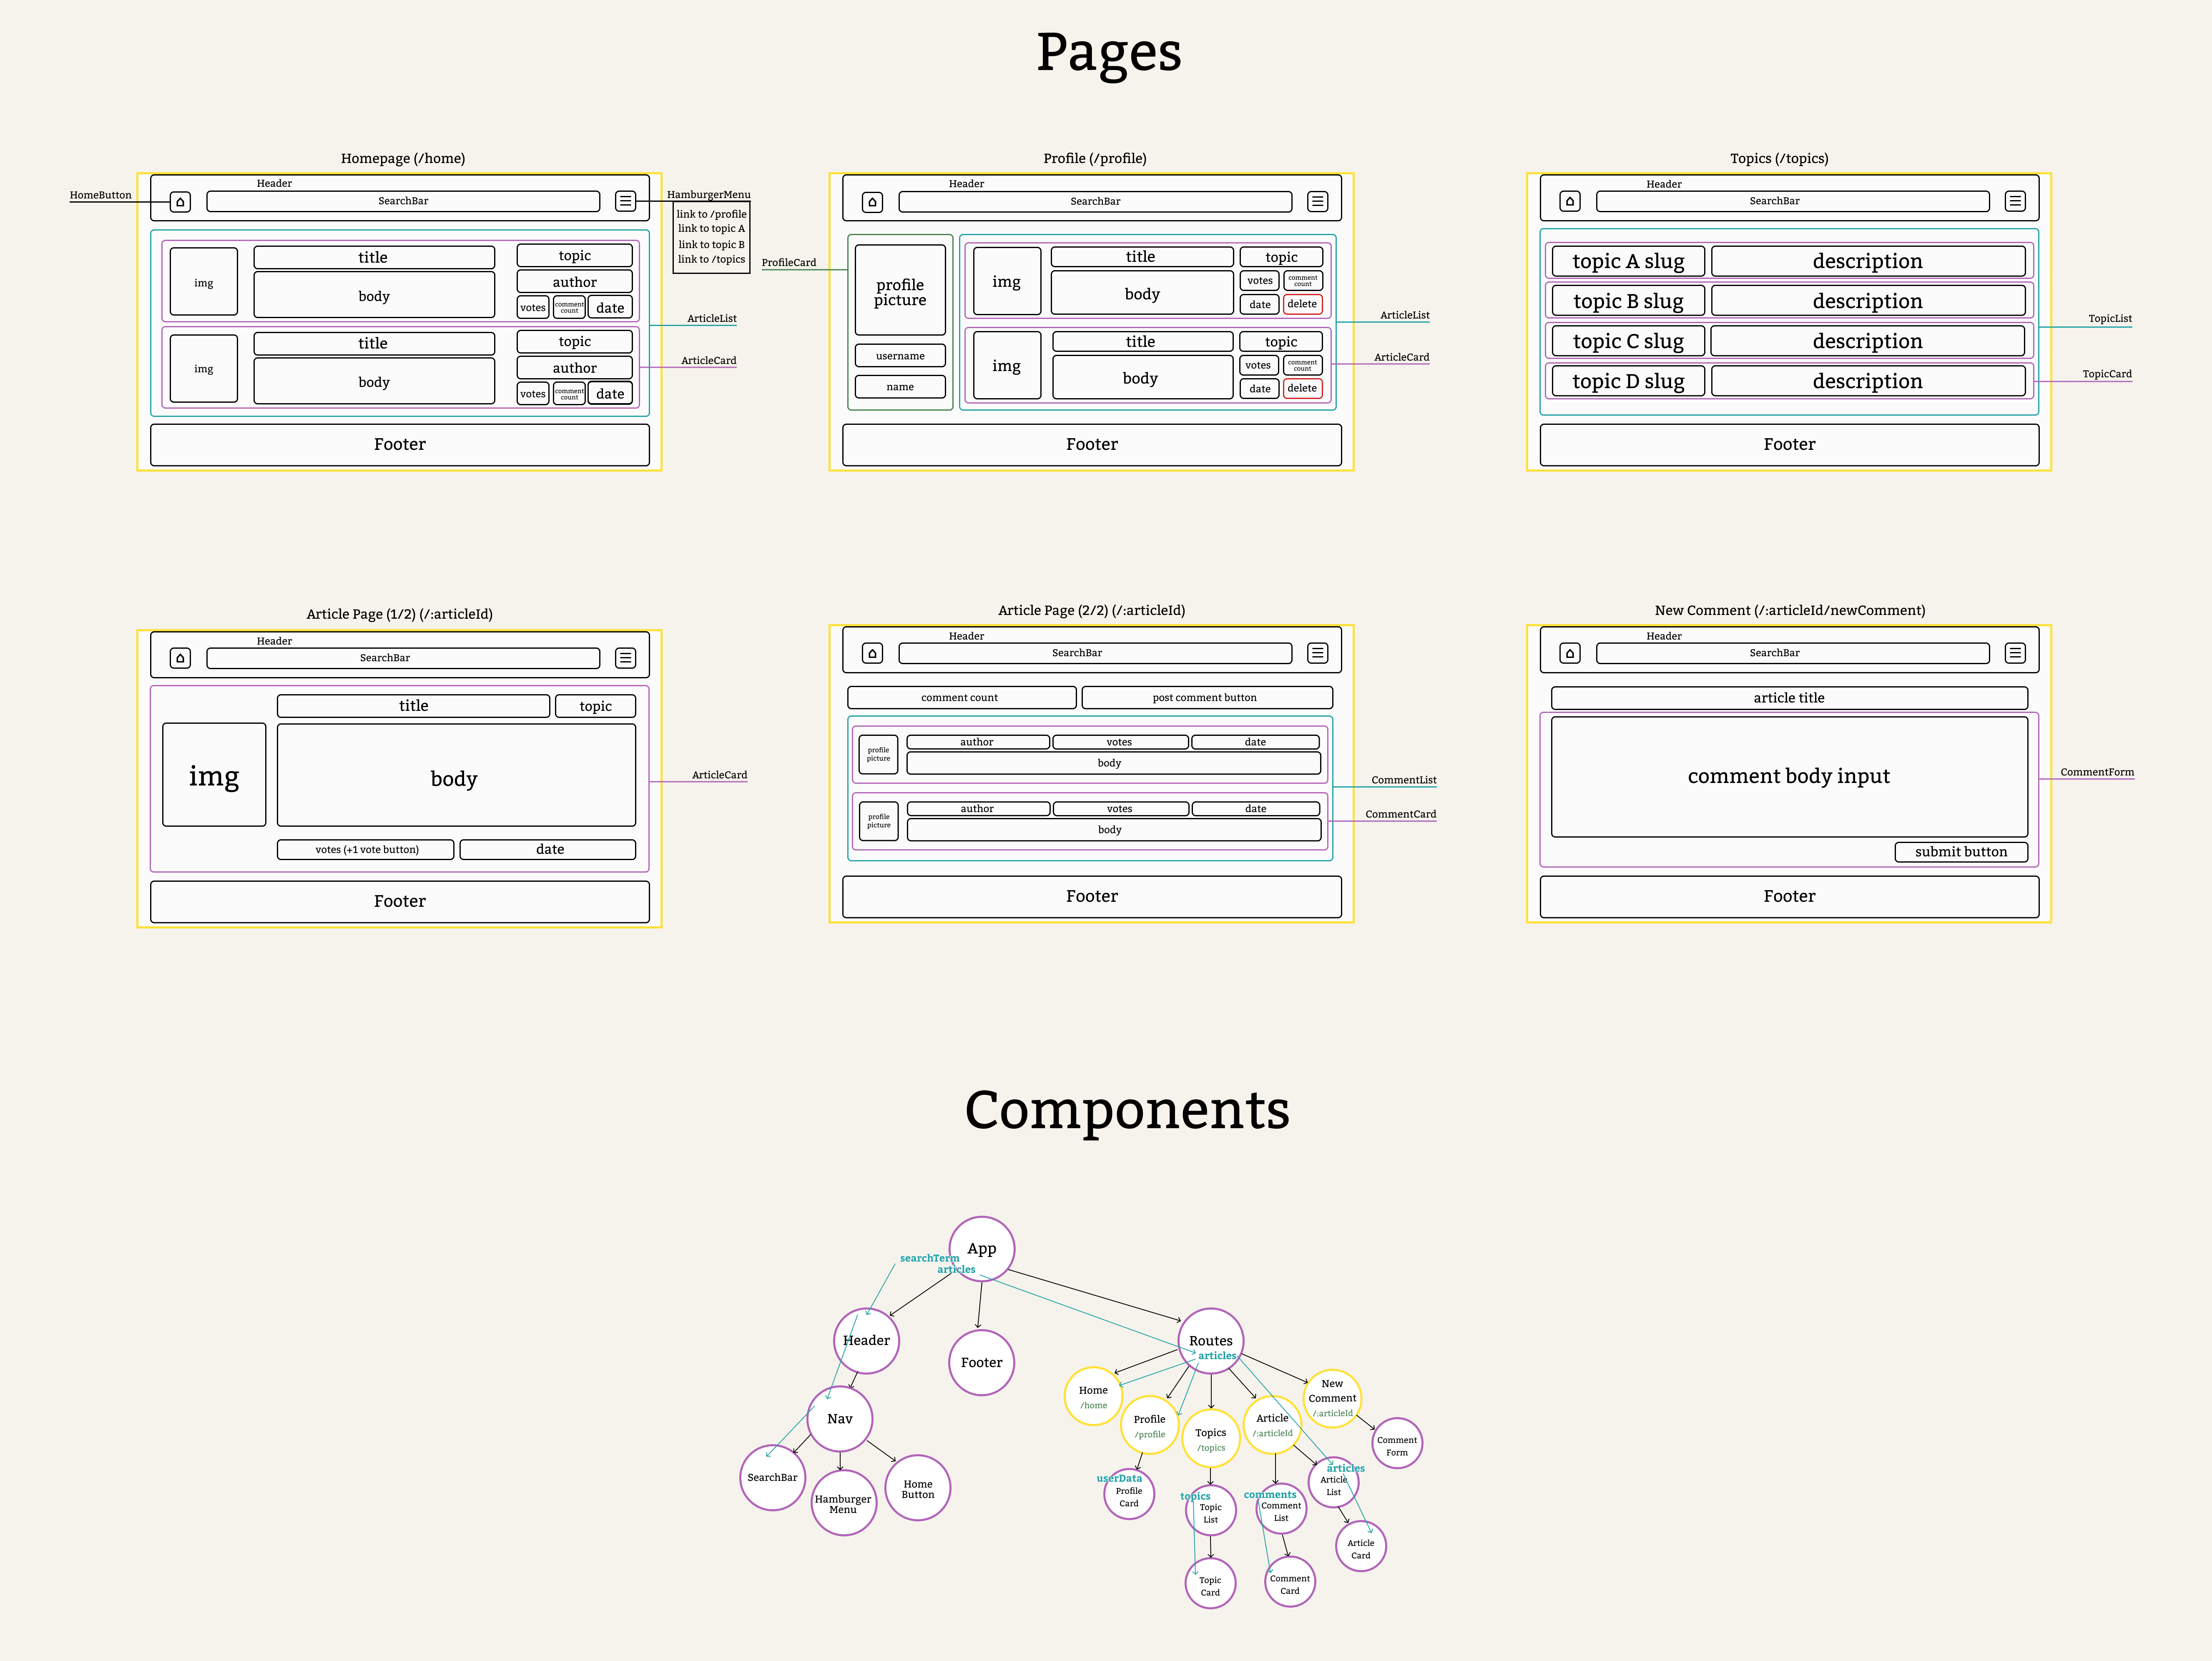 Pages
Homepage (/home)
HomeButton
Header
SearchBar
HamburgerMenu
link to /profile
link to topic A
link to topic B
link to /topics
img
title
body
topic
author
votes
comment
count
date
img
title
body
topic
author
votes
comment
count
date
ArticleList
ArticleCard
Footer
Profile (/profile)
Header
SearchBar
ProfileCard
profile
picture
username
name
img
title
body
topic
votes
comment
count
date
delete
img
title
body
topic
votes
comment
count
date
delete
ArticleList
ArticleCard
Footer
Topics (/topics)
Header
SearchBar
topic A slug
description
topic B slug
description
topic C slug
description
topic D slug
description
TopicList
TopicCard
Footer
Article Page (1/2) (/:articleId)
Header
SearchBar
title
topic
img
body
votes (+1 vote button)
date
ArticleCard
Footer
Article Page (2/2) (/:articleId)
Header
SearchBar
comment count
post comment button
profile
picture
author
votes
date
body
profile
picture
author
votes
date
body
CommentList
CommentCard
Footer
New Comment (/:articleId/newComment)
Header
SearchBar
article title
comment body input
submit button
CommentForm
Footer
Components
App
searchTerm
articles
Header
Footer
Routes
articles
Nav
SearchBar
Hamburger
Menu
Home
Button
Home
/home
Profile
/profile
Topics
/topics
Article
/:articleId
New
Comment
/:articleId
userData
Profile
Card
topics
Topic
List
Topic
Card
comments
Comment
List
Comment
Card
articles
Article
List
Article
Card
Comment
Form